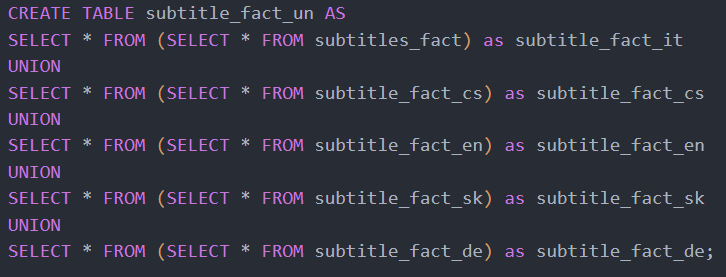 CREATE TABLE subtitle_fact_un AS
SELECT * FROM (SELECT * FROM subtitles_fact) as subtitle_fact_it
UNION
SELECT * FROM (SELECT * FROM subtitle_fact_cs) as subtitle_fact_cs
UNION
SELECT * FROM (SELECT * FROM subtitle_fact_en) as subtitle_fact_en
UNION
SELECT * FROM (SELECT * FROM subtitle_fact_sk) as subtitle_fact_sk
UNION
SELECT * FROM (SELECT * FROM subtitle_fact_de) as subtitle_fact_de;